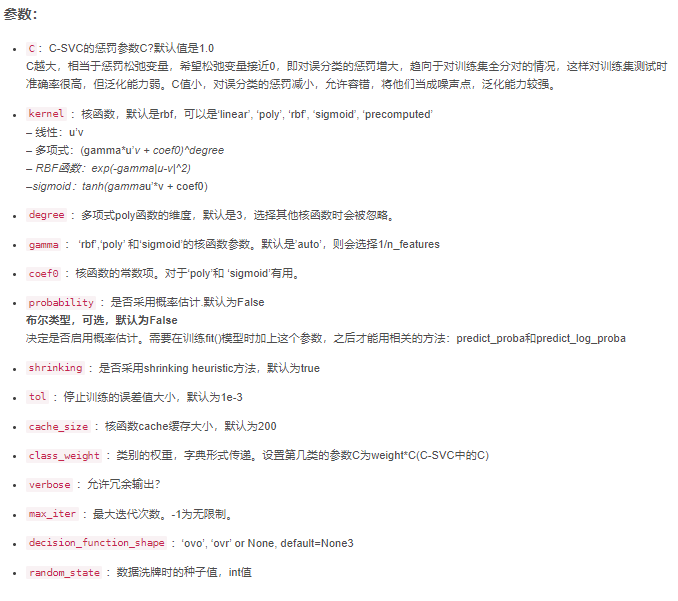 参数：
C：C-SVC的惩罚参数C?默认值是1.0
C越大，相当于惩罚松弛变量，希望松弛变量接近0，即对误分类的惩罚增大，趋向于对训练集全分对的情况，这样对训练集测试时
准确率很高，但泛化能力弱。C值小，对误分类的惩罚减小，允许容错，将他们当成噪声点，泛化能力较强。
kernel ：核函数，默认是rbf，可以是‘linear’, ‘poly’, ‘rbf’, ‘sigmoid’, ‘precomputed’
– 线性：u’v
– 多项式：(gamma*u’v + coef0)^degree
– RBF函数：exp(-gamma|u-v|^2)
–sigmoid：tanh(gammau’*v + coef0)
degree ：多项式poly函数的维度，默认是3，选择其他核函数时会被忽略。
gamma ： ‘rbf’,‘poly’ 和‘sigmoid’的核函数参数。默认是’auto’，则会选择1/n_features
coef0 ：核函数的常数项。对于‘poly’和 ‘sigmoid’有用。
probability ：是否采用概率估计.默认为False
布尔类型，可选，默认为False
决定是否启用概率估计。需要在训练fit()模型时加上这个参数，之后才能用相关的方法：predict_proba和predict_log_proba
shrinking ：是否采用shrinking heuristic方法，默认为true
tol ：停止训练的误差值大小，默认为1e-3
cache_size ：核函数cache缓存大小，默认为200
class_weight ：类别的权重，字典形式传递。设置第几类的参数C为weight*C(C-SVC中的C)
verbose ：允许冗余输出?
max_iter ：最大迭代次数。-1为无限制。
decision_function_shape ：‘ovo’, ‘ovr’ or None, default=None3
random_state ：数据洗牌时的种子值，int值